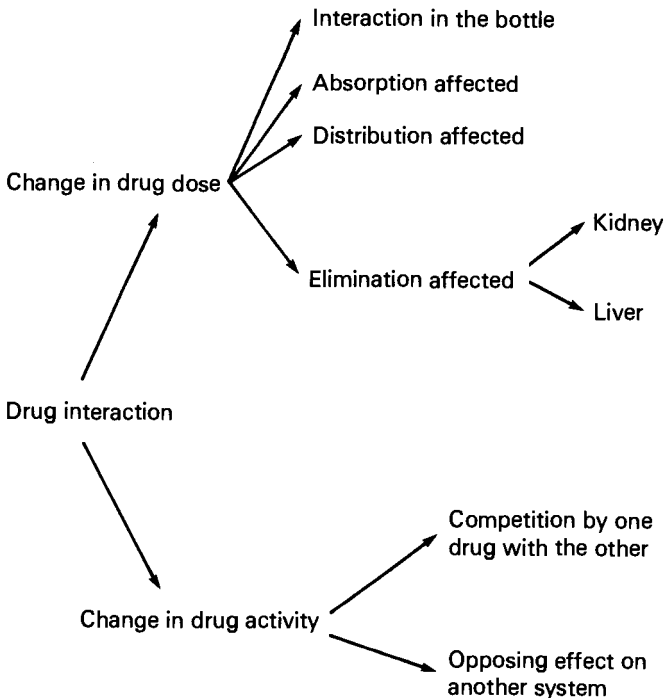 Interaction in the bottle
Absorption affected
Distribution affected
Change in drug dose
Kidney
Elimination affected
Liver
Drug interaction
Competition by one
drug with the other
Change in drug activity
Opposing effect on
another system